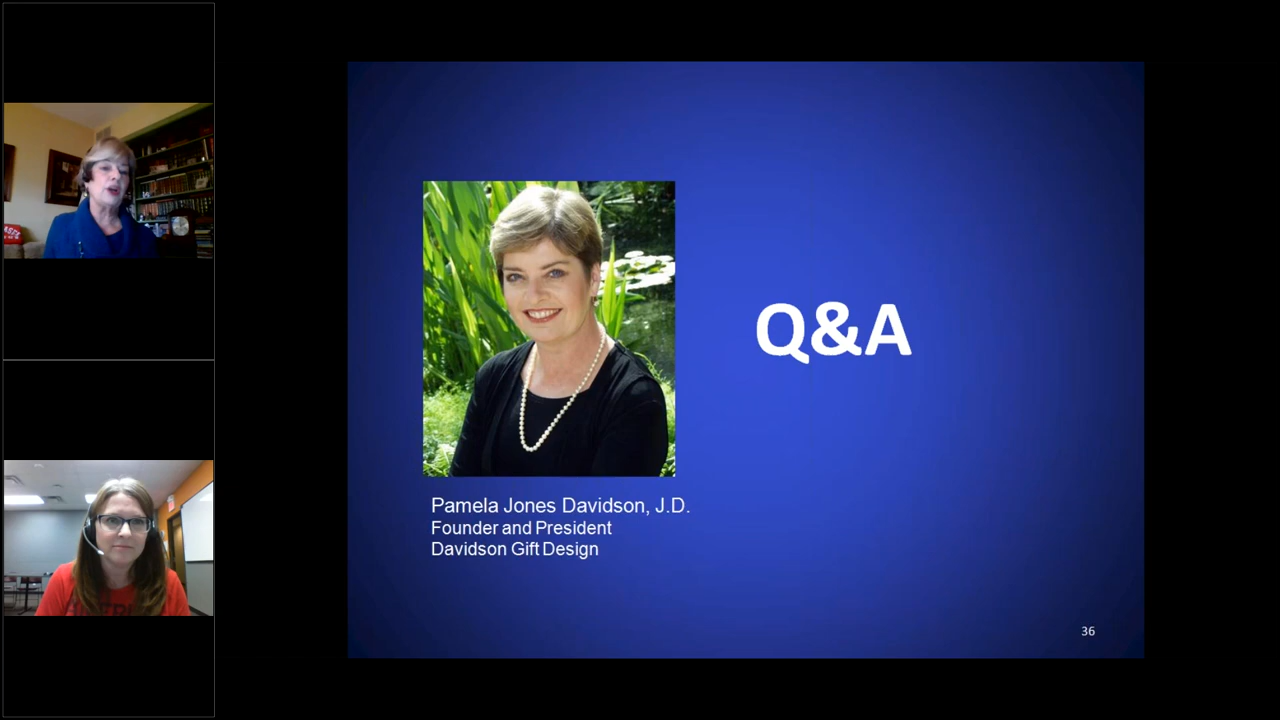 Q&A
Pamela Jones Davidson, J.D.
Founder and President
Davidson Gift Design
36